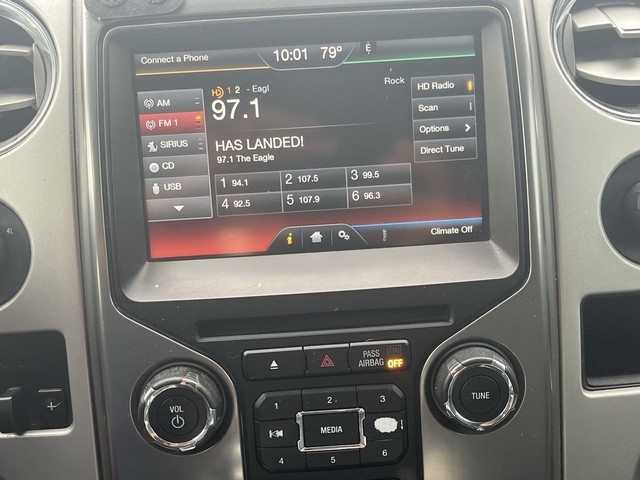 Connect a Phone
10:01 79° E
HD 1 2 - Eagl
Rock
97.1
HAS LANDED!
97.1 The Eagle
AM
FM 1
SIRIUS
CD
USB
HD Radio
Scan
Options
Direct Tune
1 94.1
2 107.5
3 99.5
4 92.5
5 107.9
6 96.3
i
Climate Off
PASS
AIRBAG OFF
VOL
1 2 3
MEDIA
4 5 6
TUNE
4L